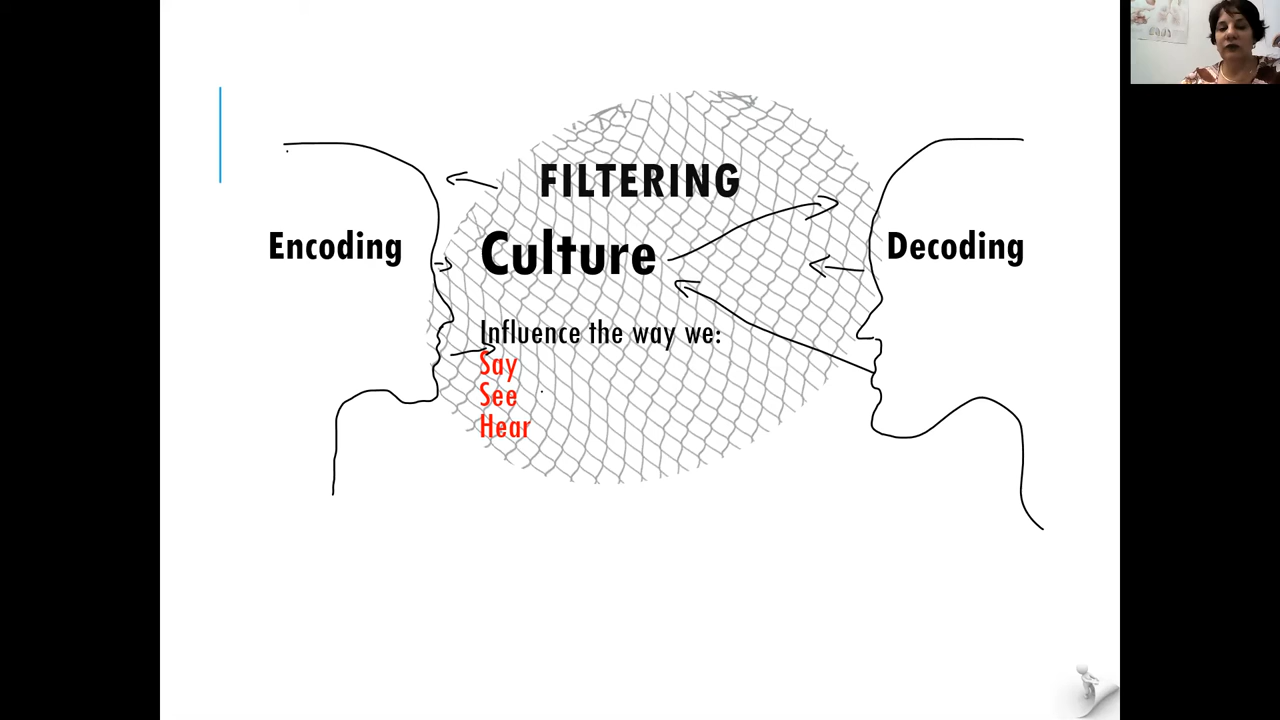 FILTERING
Encoding
Culture
Decoding
Influence the way we:
Say
See
Hear